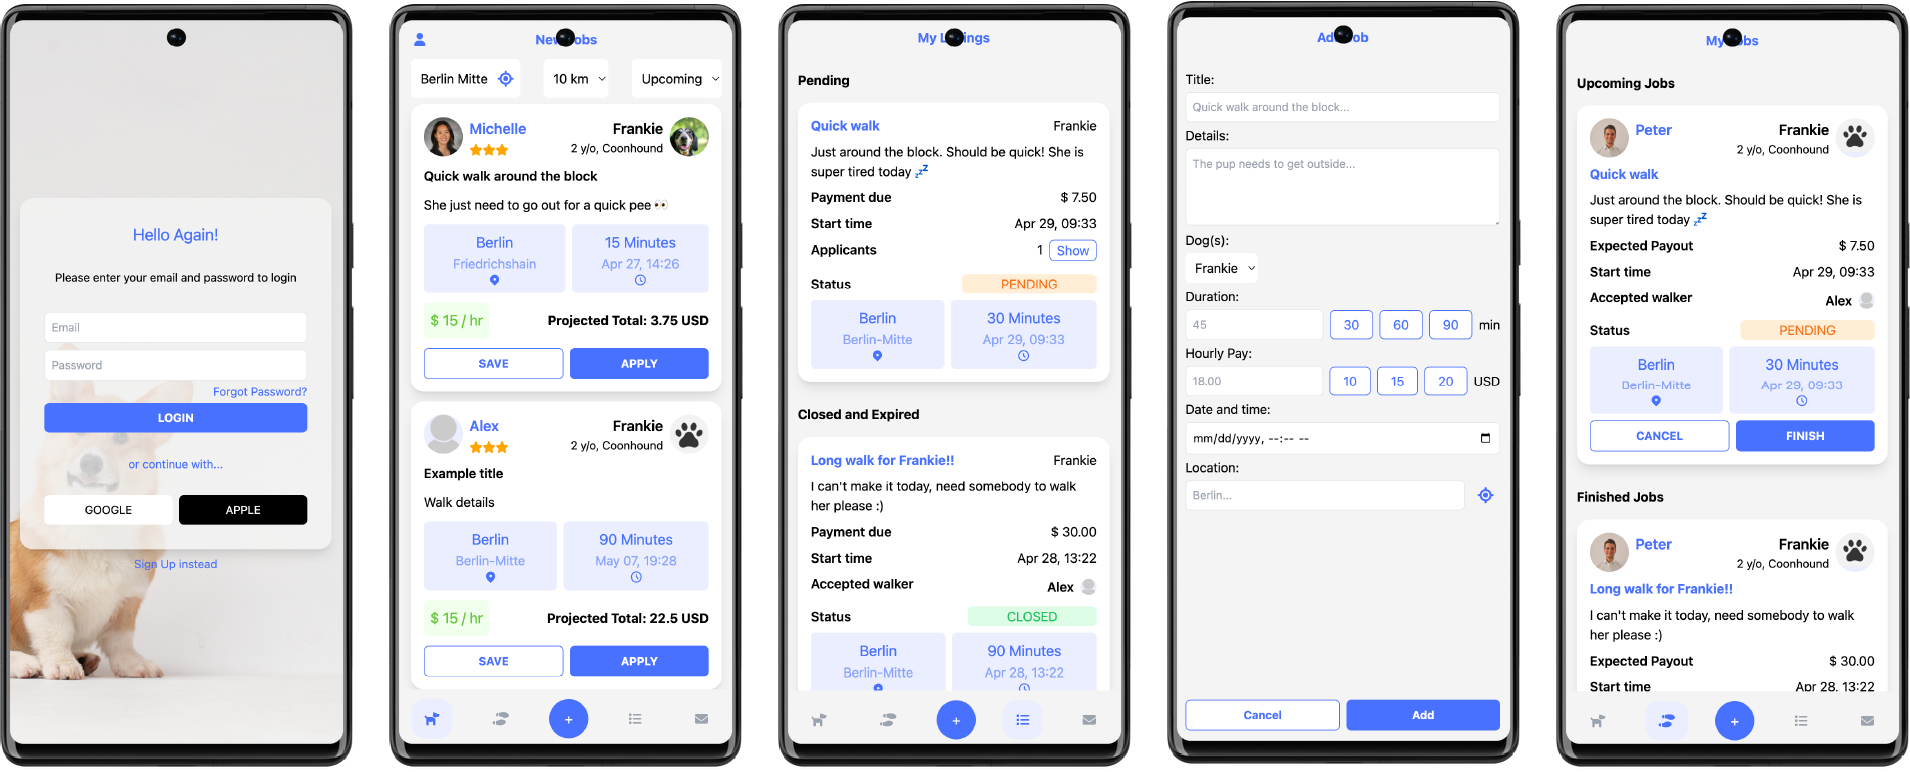 Hello Again!
Please enter your email and password to login
Email
Password
Forgot Password?
LOGIN
or continue with...
GOOGLE
APPLE
Sign Up instead
Berlin Mitte
10 km
Upcoming
Michelle
Frankie
2 y/o, Coonhound
Quick walk around the block
She just need to go out for a quick pee 👀
Berlin
Friedrichshain
15 Minutes
Apr 27, 14:26
$ 15 / hr
Projected Total: 3.75 USD
SAVE
APPLY
Alex
Frankie
2 y/o, Coonhound
Example title
Walk details
Berlin
Berlin-Mitte
90 Minutes
May 07, 19:28
$ 15 / hr
Projected Total: 22.5 USD
SAVE
APPLY
+
My
Pending
Quick walk
Frankie
Just around the block. Should be quick! She is
super tired today 💤
Payment due
$ 7.50
Start time
Apr 29, 09:33
Applicants
1
Show
Status
PENDING
Berlin
Berlin-Mitte
30 Minutes
Apr 29, 09:33
Closed and Expired
Long walk for Frankie!!
Frankie
I can't make it today, need somebody to walk
her please :)
Payment due
$ 30.00
Start time
Apr 28, 13:22
Accepted walker
Alex
Status
CLOSED
Berlin
Berlin-Mitte
90 Minutes
Apr 28, 13:22
+
Title:
Quick walk around the block...
Details:
The pup needs to get outside...
Dog(s):
Frankie
Duration:
45
30
60
90
min
Hourly Pay:
18.00
10
15
20
USD
Date and time:
mm/dd/yyyy, --:-- --
Location:
Berlin...
Cancel
Add
My
Upcoming Jobs
Peter
Frankie
2 y/o, Coonhound
Quick walk
Just around the block. Should be quick! She is
super tired today 💤
Expected Payout
$ 7.50
Start time
Apr 29, 09:33
Accepted walker
Alex
Status
PENDING
Berlin
Berlin-Mitte
30 Minutes
Apr 29, 09:33
CANCEL
FINISH
Finished Jobs
Peter
Frankie
2 y/o, Coonhound
Long walk for Frankie!!
I can't make it today, need somebody to walk
her please :)
Expected Payout
$ 30.00
Start time
Apr 28, 13:22
+